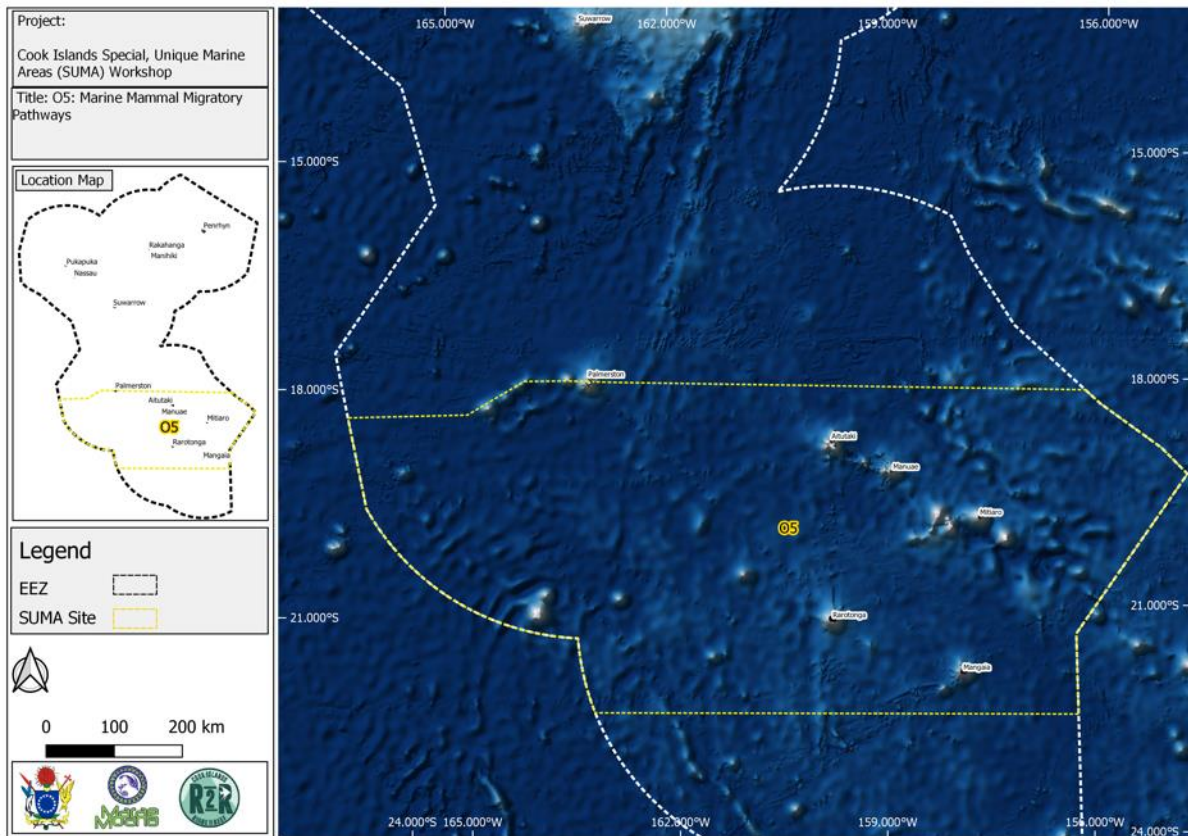 Project:
Cook Islands Special, Unique Marine
Areas (SUMA) Workshop
Title: O5: Marine Mammal Migratory
Pathways
Location Map
Penrhyn
Rakahanga
Manihiki
Pukapuka
Nassau
Suwarrow
Palmerston
Aitutaki
Manuae
Mitiaro
O5
Rarotonga
Mangaia
Legend
EEZ
SUMA Site
0 100 200 km
COOK ISLANDS
R2R
165.000°W 162.000°W 159.000°W 156.000°W
Suwarrow
15.000°S 15.000°S
18.000°S 18.000°S
Palmerston
Aitutaki
Manuae
Mitiaro
O5
21.000°S 21.000°S
Rarotonga
Mangaia
24.000°S 165.000°W 162.000°W 159.000°W 156.000°W 24.000°S